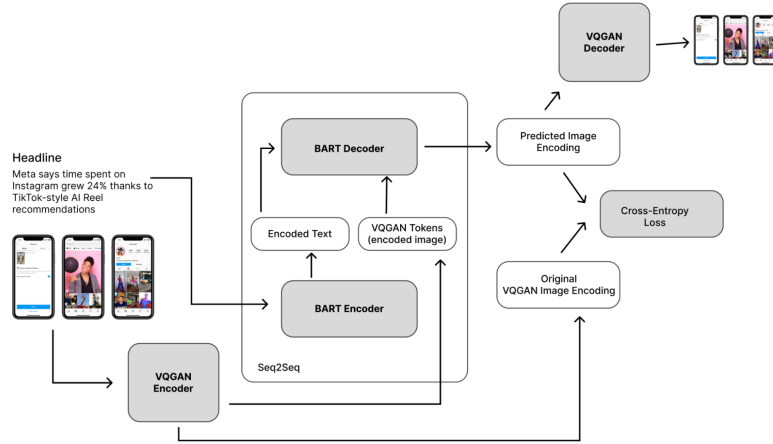 VQGAN
Decoder
BART Decoder
Predicted Image
Encoding
Headline
Meta says time spent on
Instagram grew 24% thanks to
TikTok-style AI Reel
recommendations
Encoded Text
VQGAN Tokens
(encoded image)
Cross-Entropy
Loss
Original
VQGAN Image Encoding
BART Encoder
Seq2Seq
VQGAN
Encoder